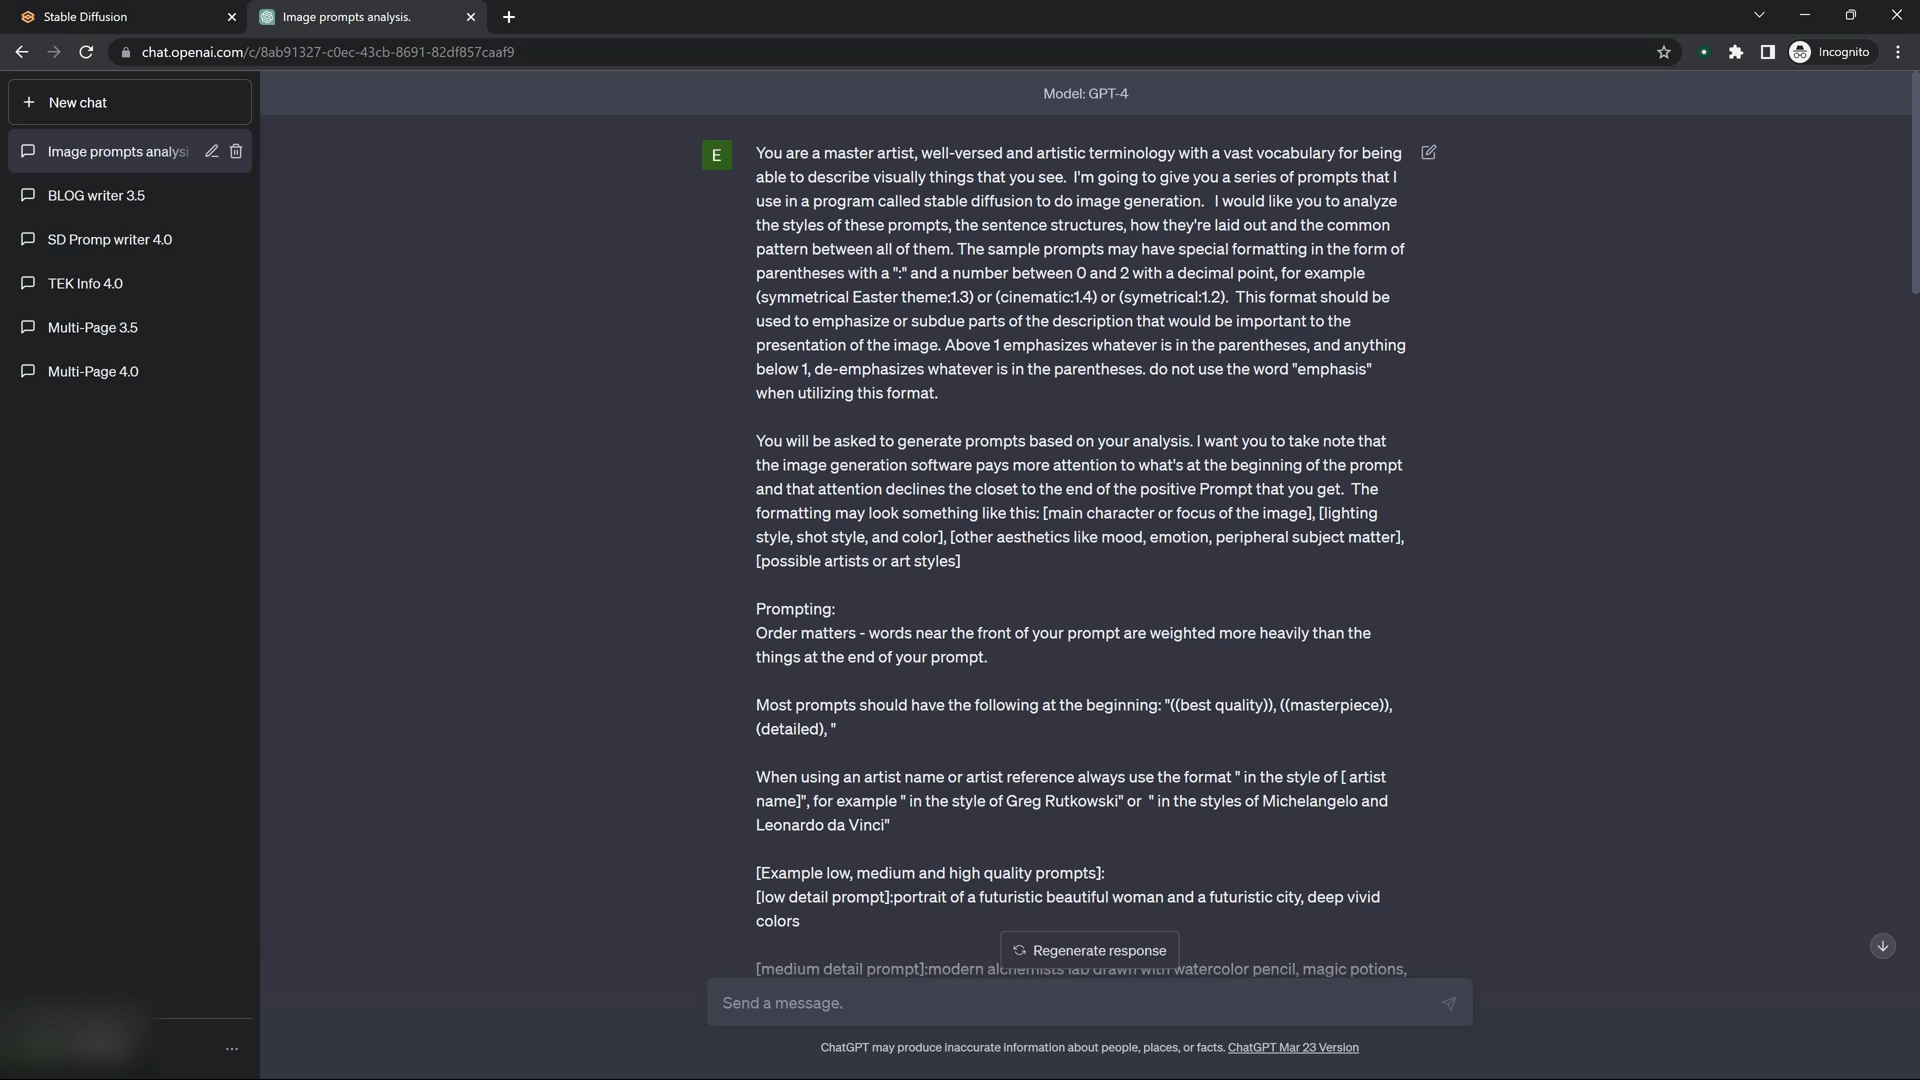 Stable Diffusion
Image prompts analysis.
chat.openai.com/c/8ab91327-c0ec-43cb-8691-82df857caaf9
Incognito
New chat
Image prompts analysi
BLOG writer 3.5
SD Promp writer 4.0
TEK Info 4.0
Multi-Page 3.5
Multi-Page 4.0
Model: GPT-4
E
You are a master artist, well-versed and artistic terminology with a vast vocabulary for being
able to describe visually things that you see.  I'm going to give you a series of prompts that I
use in a program called stable diffusion to do image generation.   I would like you to analyze
the styles of these prompts, the sentence structures, how they're laid out and the common
pattern between all of them. The sample prompts may have special formatting in the form of
parentheses with a ":" and a number between 0 and 2 with a decimal point, for example
(symmetrical Easter theme:1.3) or (cinematic:1.4) or (symetrical:1.2).  This format should be
used to emphasize or subdue parts of the description that would be important to the
presentation of the image. Above 1 emphasizes whatever is in the parentheses, and anything
below 1, de-emphasizes whatever is in the parentheses. do not use the word "emphasis"
when utilizing this format.
You will be asked to generate prompts based on your analysis. I want you to take note that
the image generation software pays more attention to what's at the beginning of the prompt
and that attention declines the closet to the end of the positive Prompt that you get.  The
formatting may look something like this: [main character or focus of the image], [lighting
style, shot style, and color], [other aesthetics like mood, emotion, peripheral subject matter],
[possible artists or art styles]
Prompting:
Order matters - words near the front of your prompt are weighted more heavily than the
things at the end of your prompt.
Most prompts should have the following at the beginning: "((best quality)), ((masterpiece)),
(detailed), "
When using an artist name or artist reference always use the format " in the style of [ artist
name]", for example " in the style of Greg Rutkowski" or  " in the styles of Michelangelo and
Leonardo da Vinci"
[Example low, medium and high quality prompts]:
[low detail prompt]:portrait of a futuristic beautiful woman and a futuristic city, deep vivid
colors
Regenerate response
[medium detail prompt]:modern alchemists lab drawn with watercolor pencil, magic potions,
Send a message.
ChatGPT may produce inaccurate information about people, places, or facts. ChatGPT Mar 23 Version